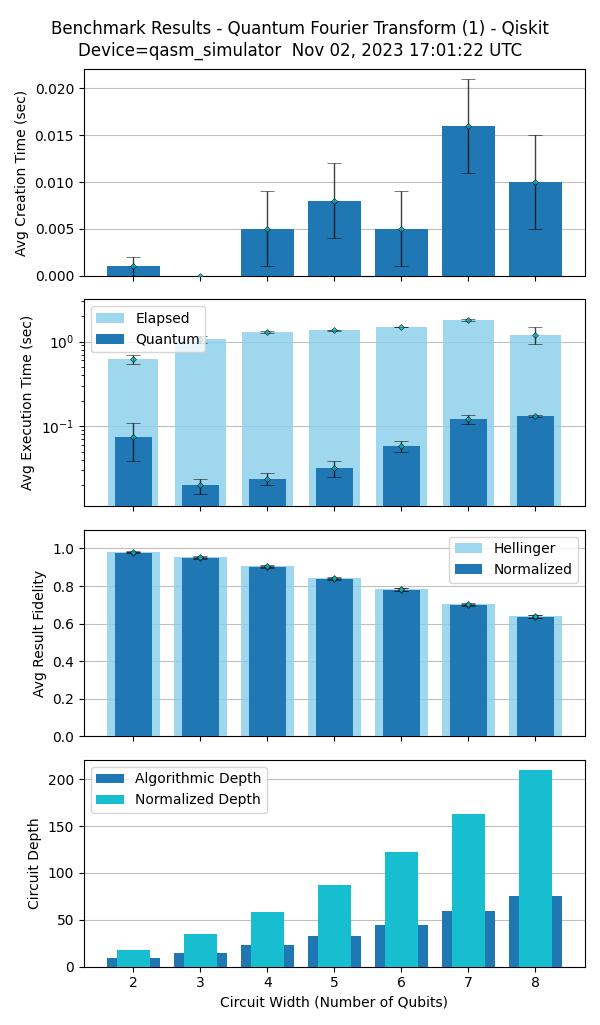 Benchmark Results - Quantum Fourier Transform (1) - Qiskit
Device=qasm_simulator  Nov 02, 2023 17:01:22 UTC
Avg Creation Time (sec)
0.020
0.015
0.010
0.005
0.000
Avg Execution Time (sec)
Elapsed
Quantum
10⁰
10⁻¹
Avg Result Fidelity
Hellinger
Normalized
1.0
0.8
0.6
0.4
0.2
0.0
Circuit Depth
Algorithmic Depth
Normalized Depth
200
150
100
50
0
2 3 4 5 6 7 8
Circuit Width (Number of Qubits)